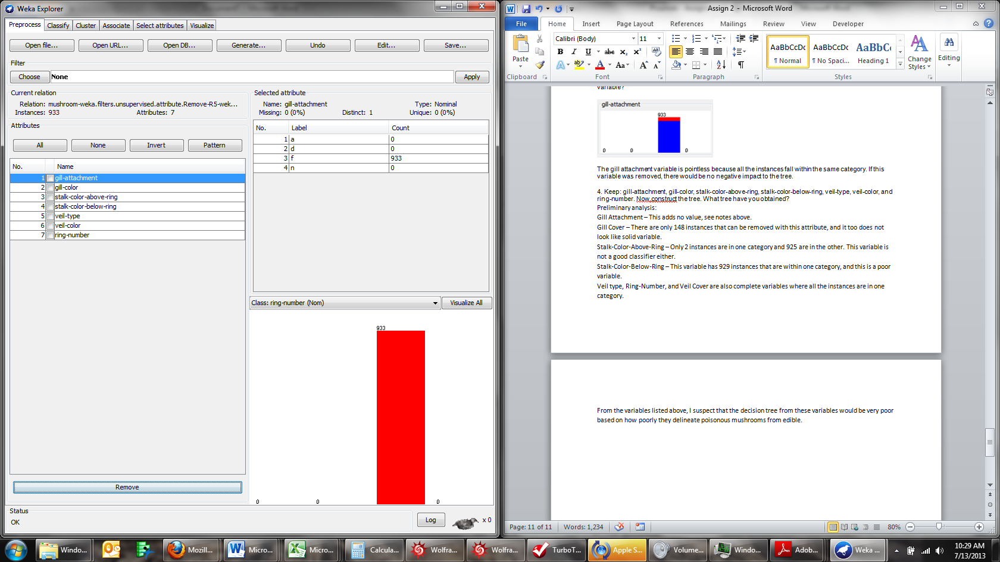 Weka Explorer
Preprocess Classify Cluster Associate Select attributes Visualize
Open file... Open URL... Open DB... Generate... Undo Edit... Save...
Filter
Choose None Apply
Current relation
Relation: mushroom-weka.filters.unsupervised.attribute.Remove-R5-wek...
Instances: 933 Attributes: 7
Attributes
All None Invert Pattern
No. Name
1 gill-attachment
2 gill-color
3 stalk-color-above-ring
4 stalk-color-below-ring
5 veil-type
6 veil-color
7 ring-number
Remove
Status
OK
Log x 0
Selected attribute
Name: gill-attachment Type: Nominal
Missing: 0 (0%) Distinct: 1 Unique: 0 (0%)
No. Label Count
1 a 0
2 d 0
3 f 933
4 n 0
Class: ring-number (Nom) Visualize All
933
0 0 0
Assign 2 - Microsoft Word
File Home Insert Page Layout References Mailings Review View Developer
Paste
Calibri (Body) 11
B I U abc x2 x2
A ab A Aa A A
AaBbCcDc AaBbCcDc AaBbCc
¶ Normal ¶ No Spaci... Heading 1
Change Styles
Editing
Clipboard Font Paragraph Styles
variable?
gill-attachment
933
0 0 0
The gill attachment variable is pointless because all the instances fall within the same category. If this
variable was removed, there would be no negative impact to the tree.
4. Keep: gill-attachment, gill-color, stalk-color-above-ring, stalk-color-below-ring, veil-type, veil-color, and
ring-number. Now,construct the tree. What tree have you obtained?
Preliminary analysis:
Gill Attachment – This adds no value, see notes above.
Gill Cover – There are only 148 instances that can be removed with this attribute, and it too does not
look like solid variable.
Stalk-Color-Above-Ring – Only 2 instances are in one category and 925 are in the other. This variable is
not a good classifier either.
Stalk-Color-Below-Ring – This variable has 929 instances that are within one category, and this is a poor
variable.
Veil type, Ring-Number, and Veil Cover are also complete variables where all the instances are in one
category.
From the variables listed above, I suspect that the decision tree from these variables would be very poor
based on how poorly they delineate poisonous mushrooms from edible.
Page: 11 of 11 Words: 1,234 80%
Windo... Mozill... Micro... Micro... Calcula... Wolfra... Wolfra... TurboT... Apple S... Volume... Windo... Adob... Weka ...
10:29 AM
7/13/2013